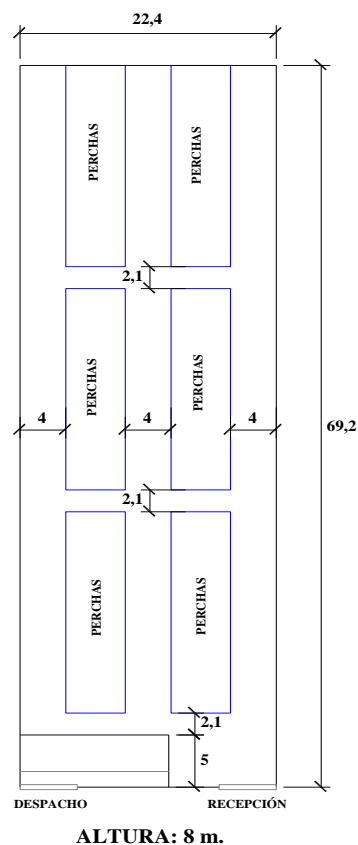 22,4
PERCHAS
PERCHAS
2,1
PERCHAS
PERCHAS
4
4
4
69,2
2,1
PERCHAS
PERCHAS
2,1
5
DESPACHO
RECEPCIÓN
ALTURA: 8 m.